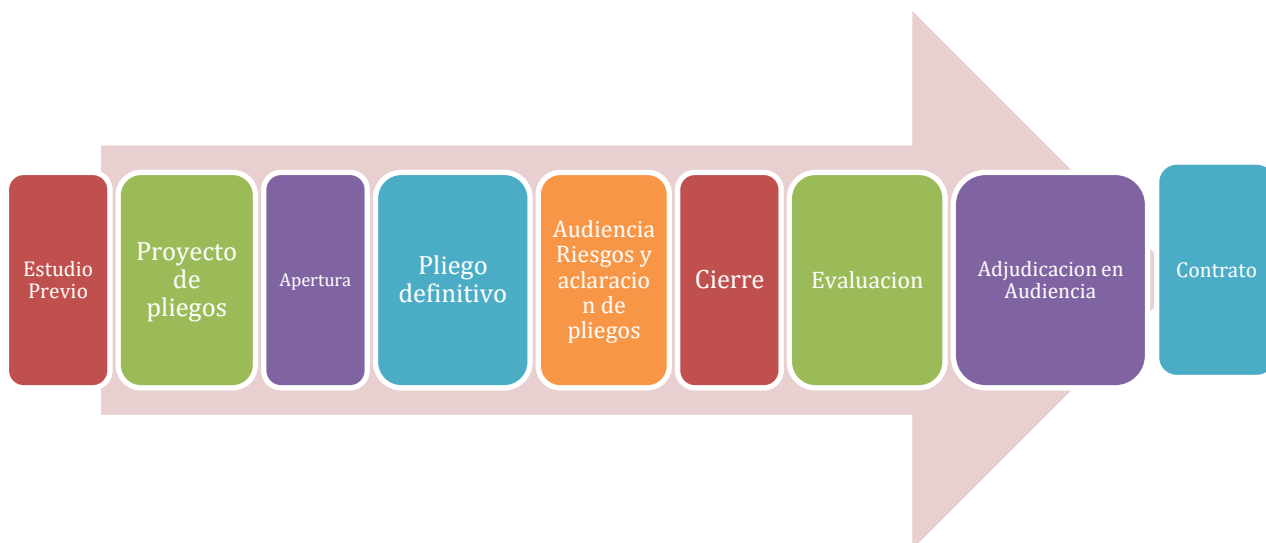 Estudio
Previo
Proyecto
de
pliegos
Apertura
Pliego
definitivo
Audiencia
Riesgos y
aclaracio
n de
pliegos
Cierre
Evaluacion
Adjudicacion en
Audiencia
Contrato